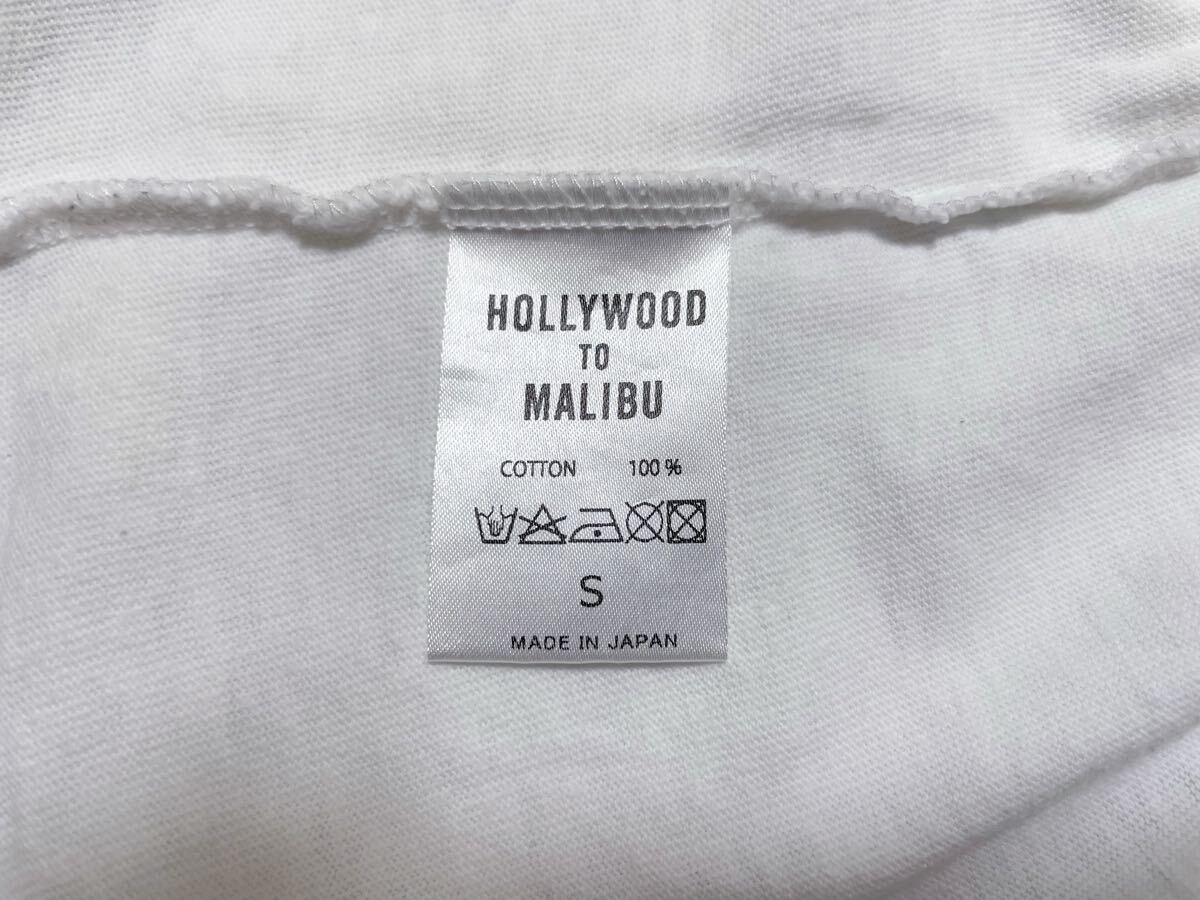 HOLLYWOOD
TO
MALIBU
COTTON 100%
S
MADE IN JAPAN